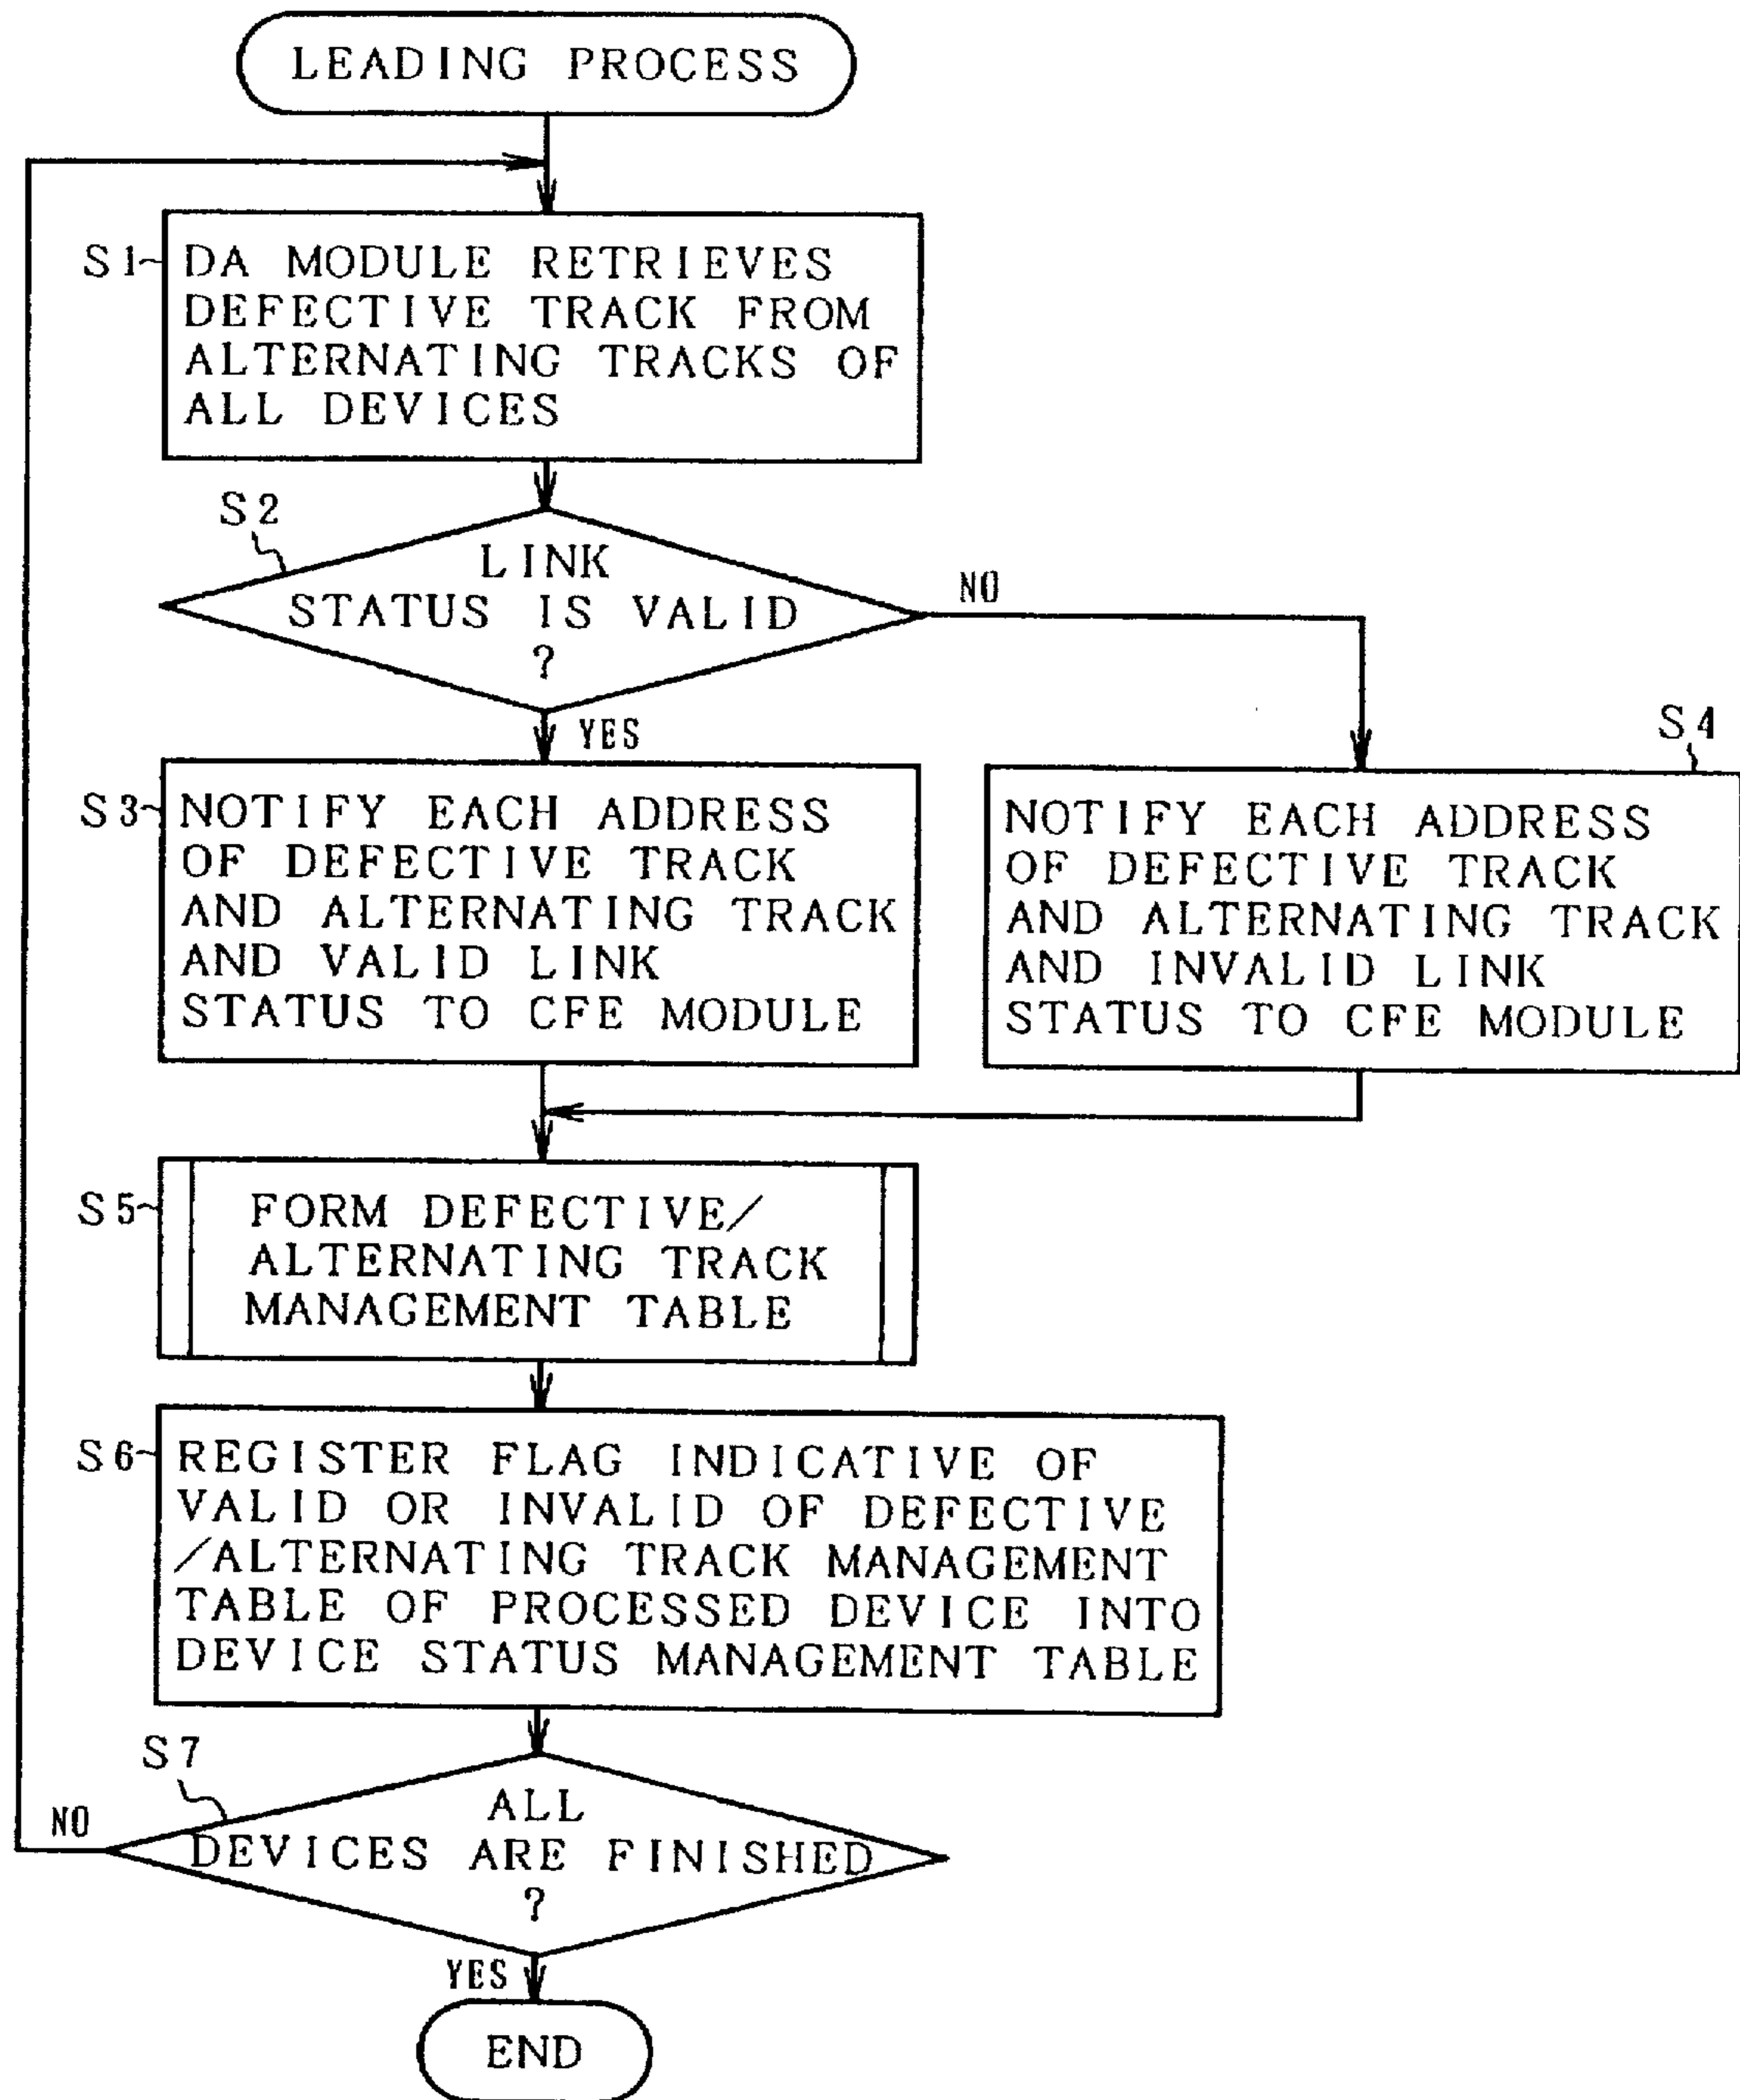 LEADING PROCESS
S1
DA MODULE RETRIEVES
DEFECTIVE TRACK FROM
ALTERNATING TRACKS OF
ALL DEVICES
S2
LINK
STATUS IS VALID
?
NO
YES
S3
NOTIFY EACH ADDRESS
OF DEFECTIVE TRACK
AND ALTERNATING TRACK
AND VALID LINK
STATUS TO CFE MODULE
S4
NOTIFY EACH ADDRESS
OF DEFECTIVE TRACK
AND ALTERNATING TRACK
AND INVALID LINK
STATUS TO CFE MODULE
S5
FORM DEFECTIVE/
ALTERNATING TRACK
MANAGEMENT TABLE
S6
REGISTER FLAG INDICATIVE OF
VALID OR INVALID OF DEFECTIVE
/ALTERNATING TRACK MANAGEMENT
TABLE OF PROCESSED DEVICE INTO
DEVICE STATUS MANAGEMENT TABLE
S7
NO
ALL
DEVICES ARE FINISHED
?
YES
END